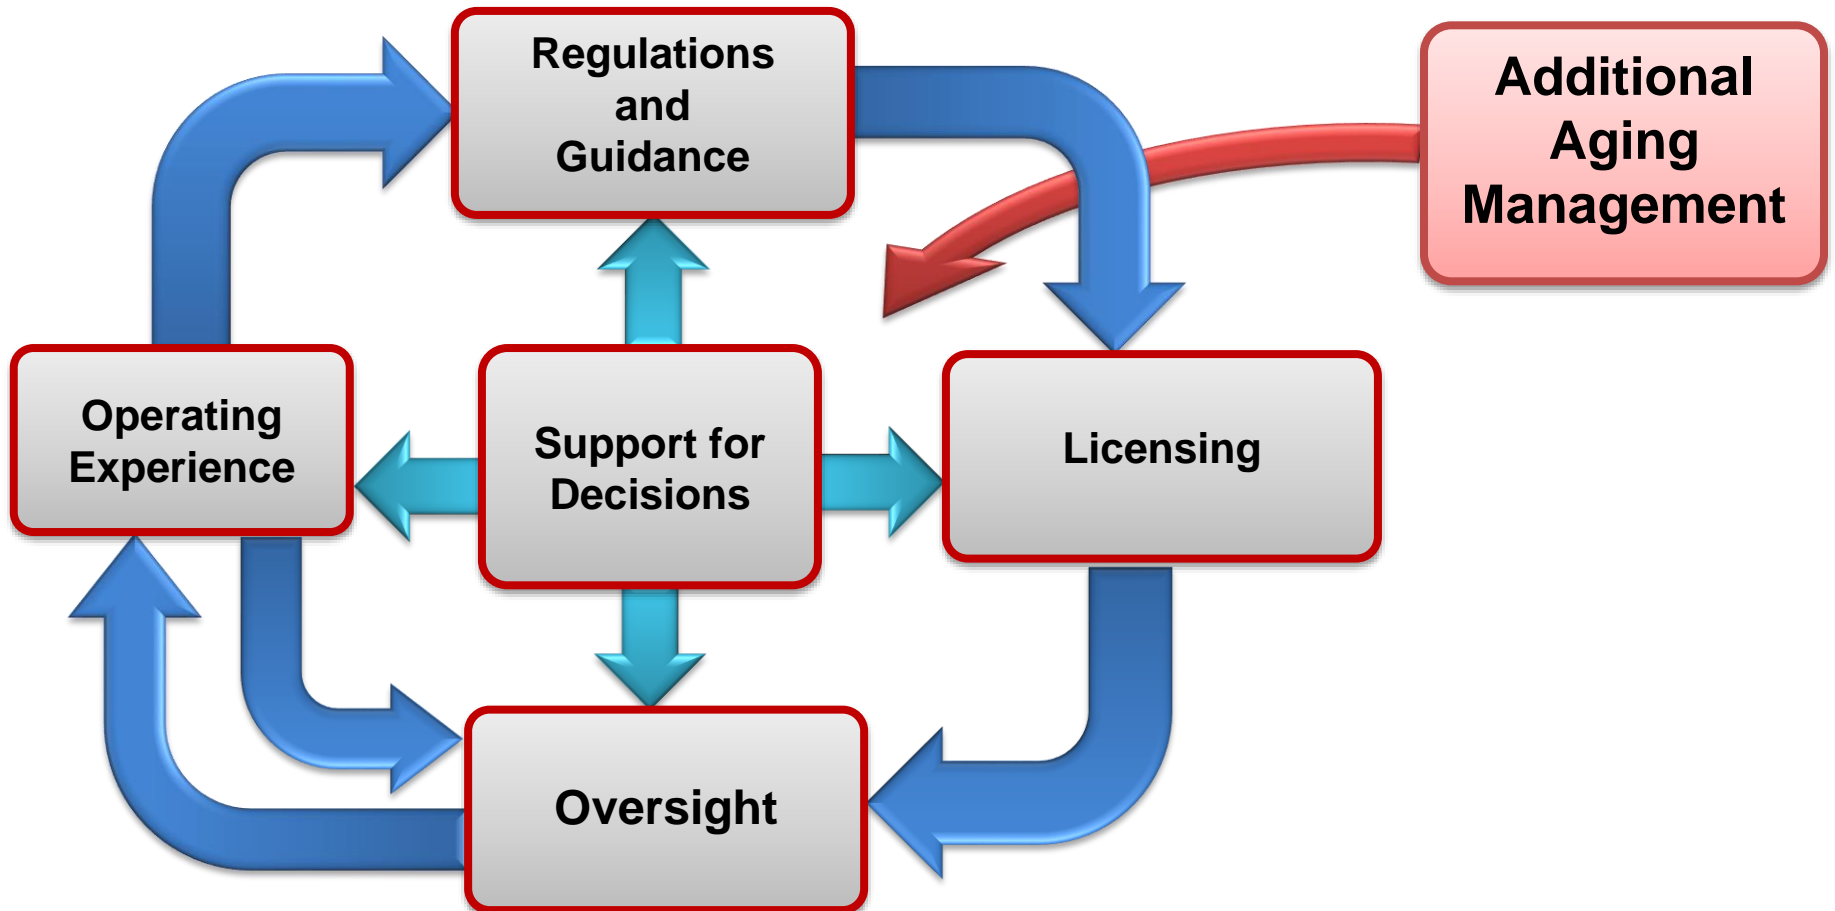 Regulations
and
Guidance
Additional
Aging
Management
Operating
Experience
Support for
Decisions
Licensing
Oversight